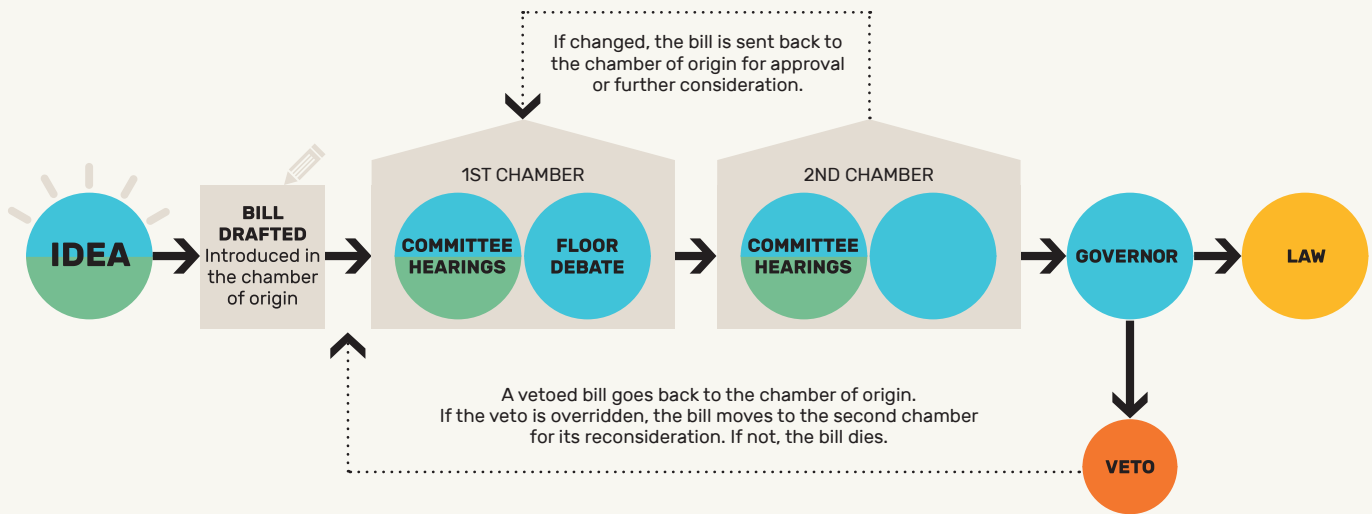 If changed, the bill is sent back to
the chamber of origin for approval
or further consideration.
IDEA
BILL
DRAFTED
Introduced in
the chamber
of origin
1ST CHAMBER
COMMITTEE
HEARINGS
FLOOR
DEBATE
2ND CHAMBER
COMMITTEE
HEARINGS
GOVERNOR
LAW
A vetoed bill goes back to the chamber of origin.
If the veto is overridden, the bill moves to the second chamber
for its reconsideration. If not, the bill dies.
VETO